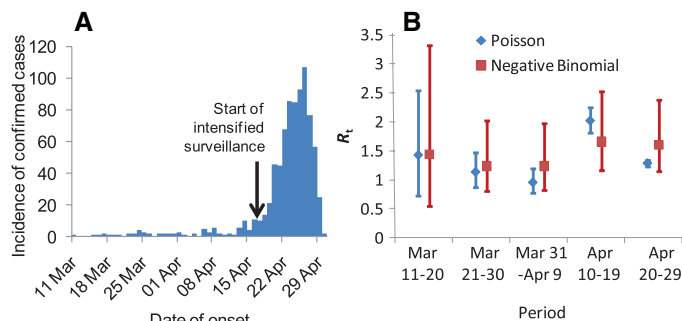 A
Incidence of confirmed cases
120
100
80
60
40
20
0
Start of
intensified
surveillance
11 Mar
18 Mar
25 Mar
01 Apr
08 Apr
15 Apr
22 Apr
29 Apr
Date of onset
B
Rt
3.5
3
2.5
2
1.5
1
0.5
0
Poisson
Negative Binomial
Mar
11-20
Mar
21-30
Mar 31
-Apr 9
Apr
10-19
Apr
20-29
Period